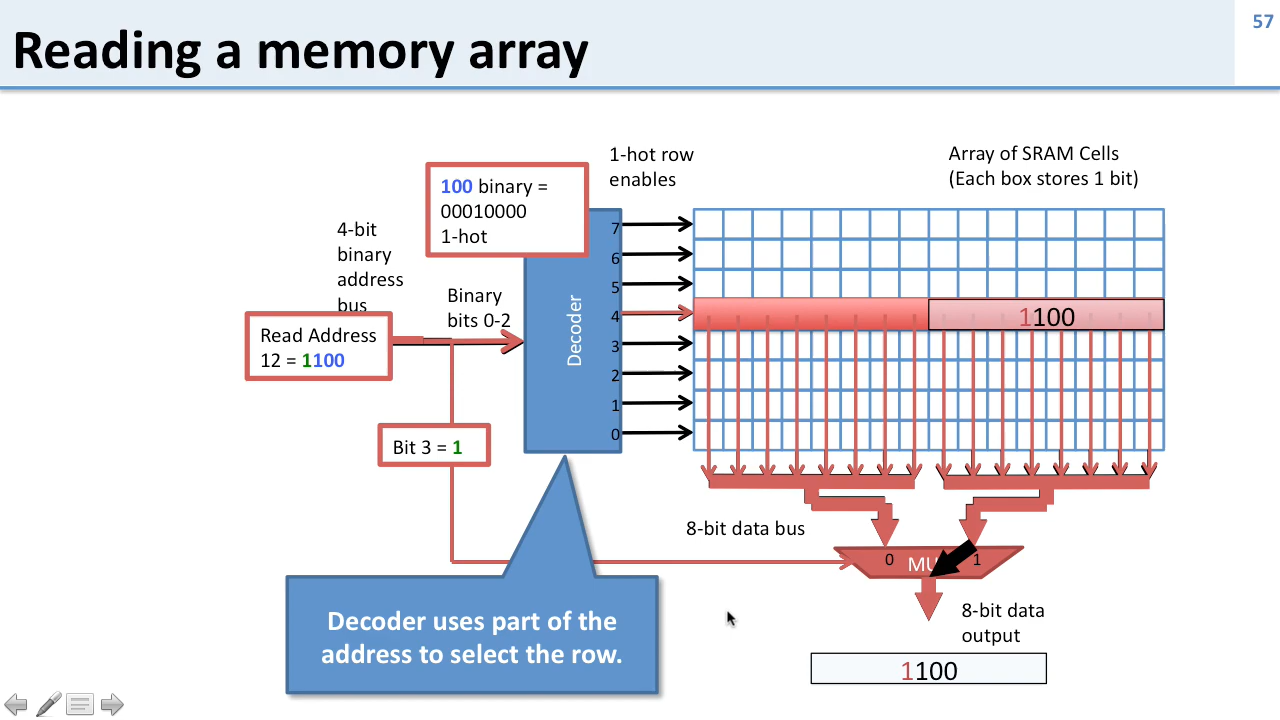 57
Reading a memory array
1-hot row
enables
Array of SRAM Cells
(Each box stores 1 bit)
100 binary =
00010000
1-hot
4-bit
binary
address
bus
Binary
bits 0-2
Read Address
12 = 1100
Bit 3 = 1
Decoder
7
6
5
4
3
2
1
0
1100
8-bit data bus
0
MU
1
8-bit data
output
1100
Decoder uses part of the
address to select the row.